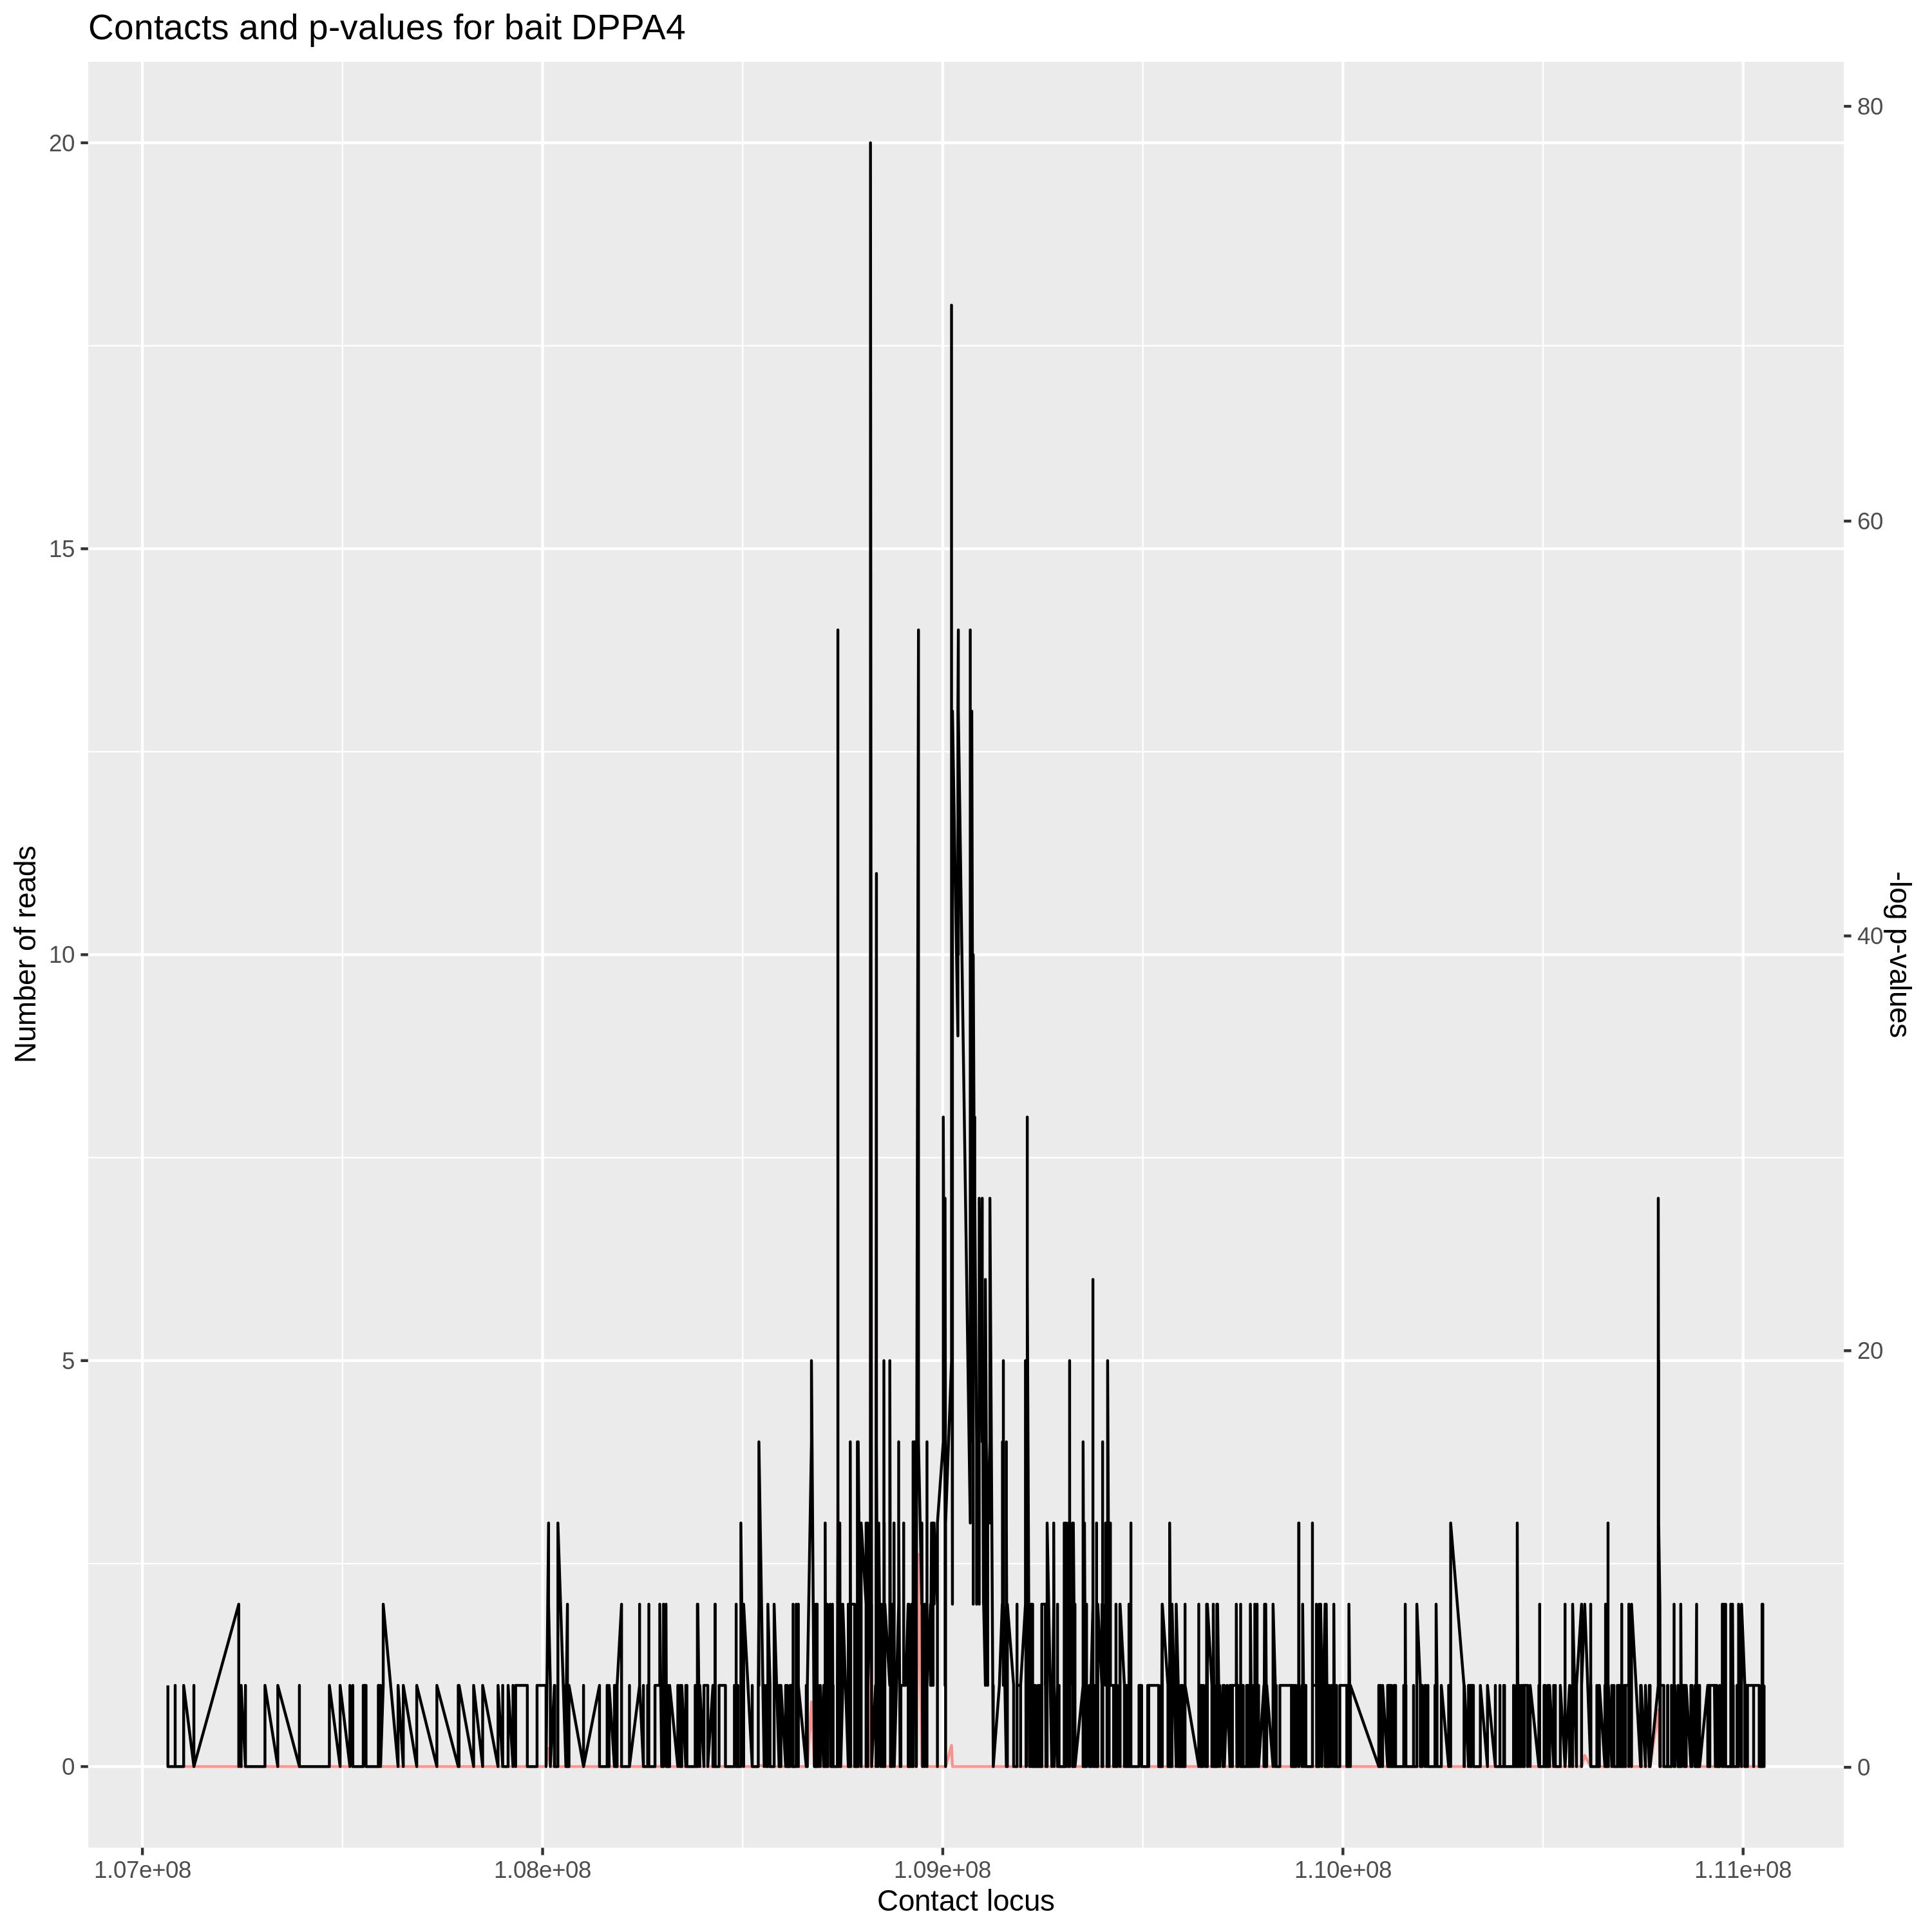 Contacts and p-values for bait DPPA4
20
15
10
5
0
80
60
40
20
0
Number of reads
-log p-values
1.07e+08 1.08e+08 1.09e+08 1.10e+08 1.11e+08
Contact locus